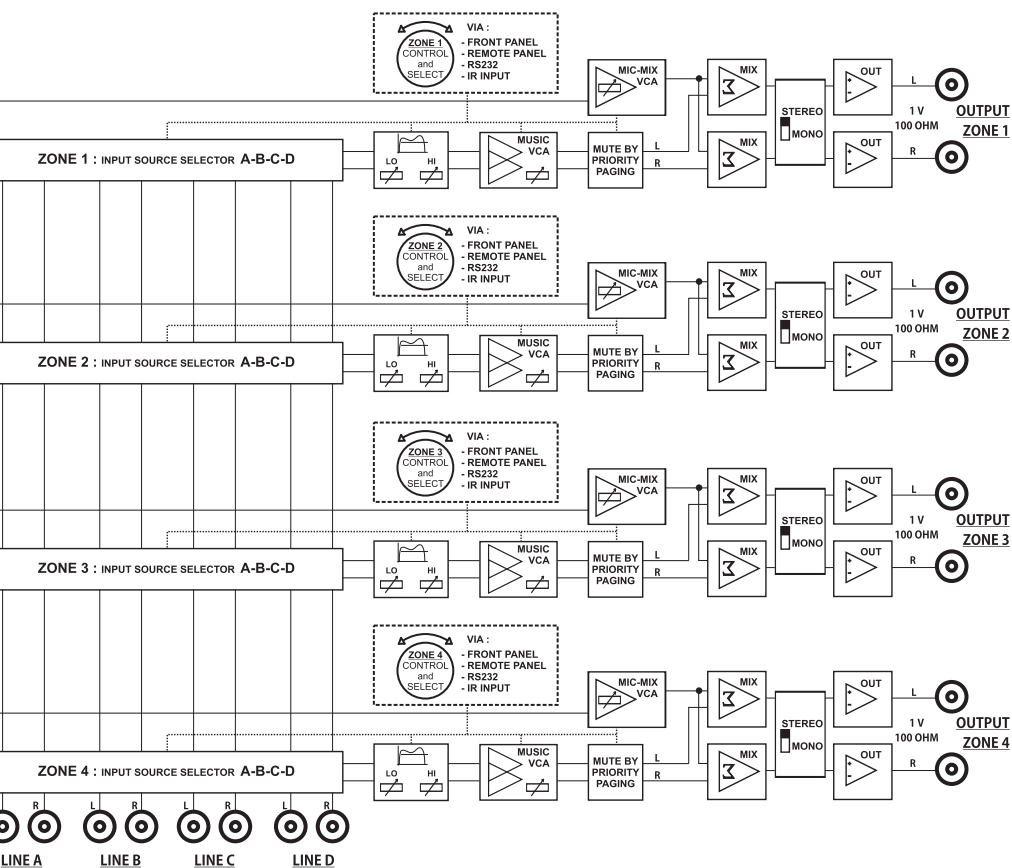 VIA :
ZONE 1
CONTROL
and
SELECT
- FRONT PANEL
- REMOTE PANEL
- RS232
- IR INPUT
MIC-MIX
VCA
MIX
STEREO
MONO
OUT
L
1 V
100 OHM
OUTPUT
ZONE 1
ZONE 1 : INPUT SOURCE SELECTOR A-B-C-D
LO HI
MUSIC
VCA
MUTE BY
PRIORITY
PAGING
L
R
MIX
OUT
R
VIA :
ZONE 2
CONTROL
and
SELECT
- FRONT PANEL
- REMOTE PANEL
- RS232
- IR INPUT
MIC-MIX
VCA
MIX
STEREO
MONO
OUT
L
1 V
100 OHM
OUTPUT
ZONE 2
ZONE 2 : INPUT SOURCE SELECTOR A-B-C-D
LO HI
MUSIC
VCA
MUTE BY
PRIORITY
PAGING
L
R
MIX
OUT
R
VIA :
ZONE 3
CONTROL
and
SELECT
- FRONT PANEL
- REMOTE PANEL
- RS232
- IR INPUT
MIC-MIX
VCA
MIX
STEREO
MONO
OUT
L
1 V
100 OHM
OUTPUT
ZONE 3
ZONE 3 : INPUT SOURCE SELECTOR A-B-C-D
LO HI
MUSIC
VCA
MUTE BY
PRIORITY
PAGING
L
R
MIX
OUT
R
VIA :
ZONE 4
CONTROL
and
SELECT
- FRONT PANEL
- REMOTE PANEL
- RS232
- IR INPUT
MIC-MIX
VCA
MIX
STEREO
MONO
OUT
L
1 V
100 OHM
OUTPUT
ZONE 4
ZONE 4 : INPUT SOURCE SELECTOR A-B-C-D
LO HI
MUSIC
VCA
MUTE BY
PRIORITY
PAGING
L
R
MIX
OUT
R
R L R L R L R
LINE A LINE B LINE C LINE D